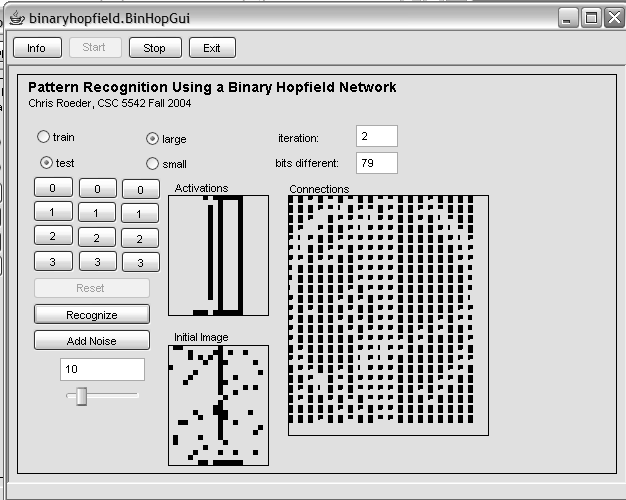 binaryhopfield.BinHopGui
Info Start Stop Exit
Pattern Recognition Using a Binary Hopfield Network
Chris Roeder, CSC 5542 Fall 2004
train large iteration: 2
test small bits different: 79
0 0 0 Activations Connections
1 1 1
2 2 2
3 3 3
Reset
Recognize
Add Noise Initial Image
10